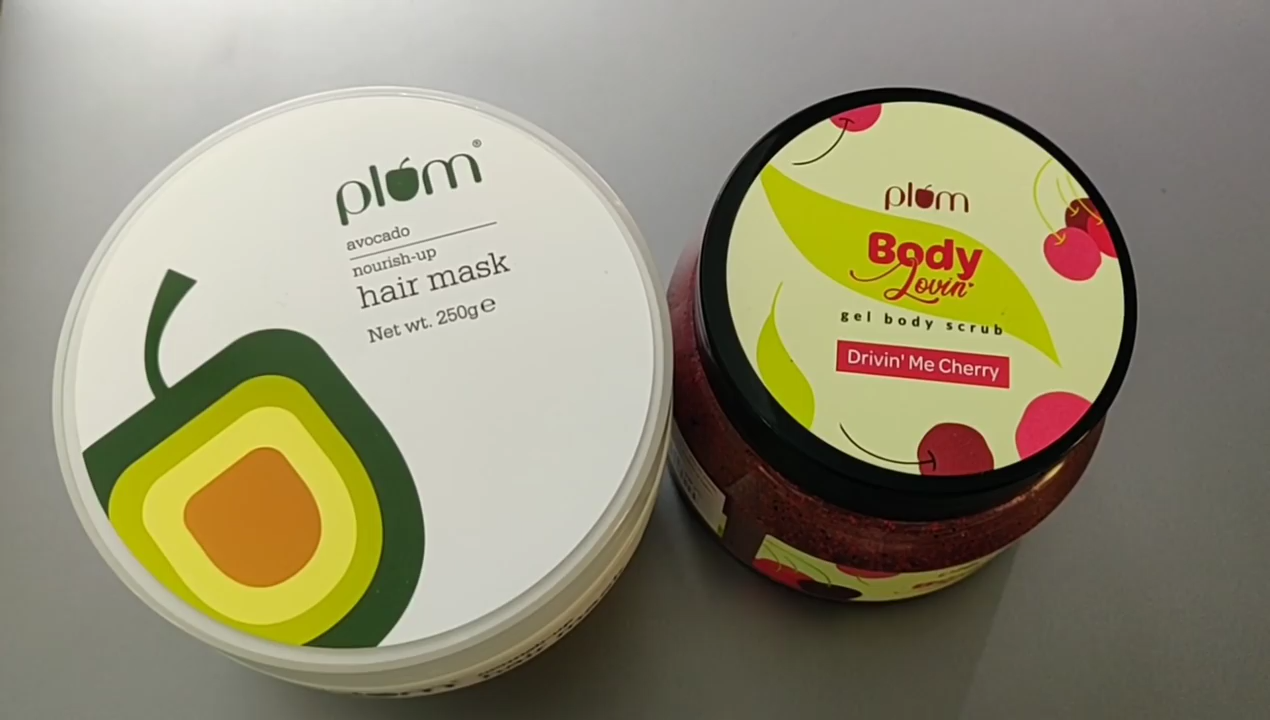 plum®
avocado
nourish-up
hair mask
Net wt. 250g ℮
plum
Body
Lovin'
gel body scrub
Drivin' Me Cherry